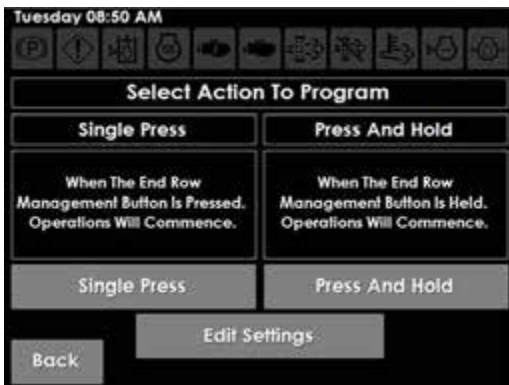 Tuesday 08:50 AM
Select Action To Program
Single Press
Press And Hold
When The End Row
Management Button Is Pressed.
Operations Will Commence.
When The End Row
Management Button Is Held.
Operations Will Commence.
Single Press
Press And Hold
Edit Settings
Back